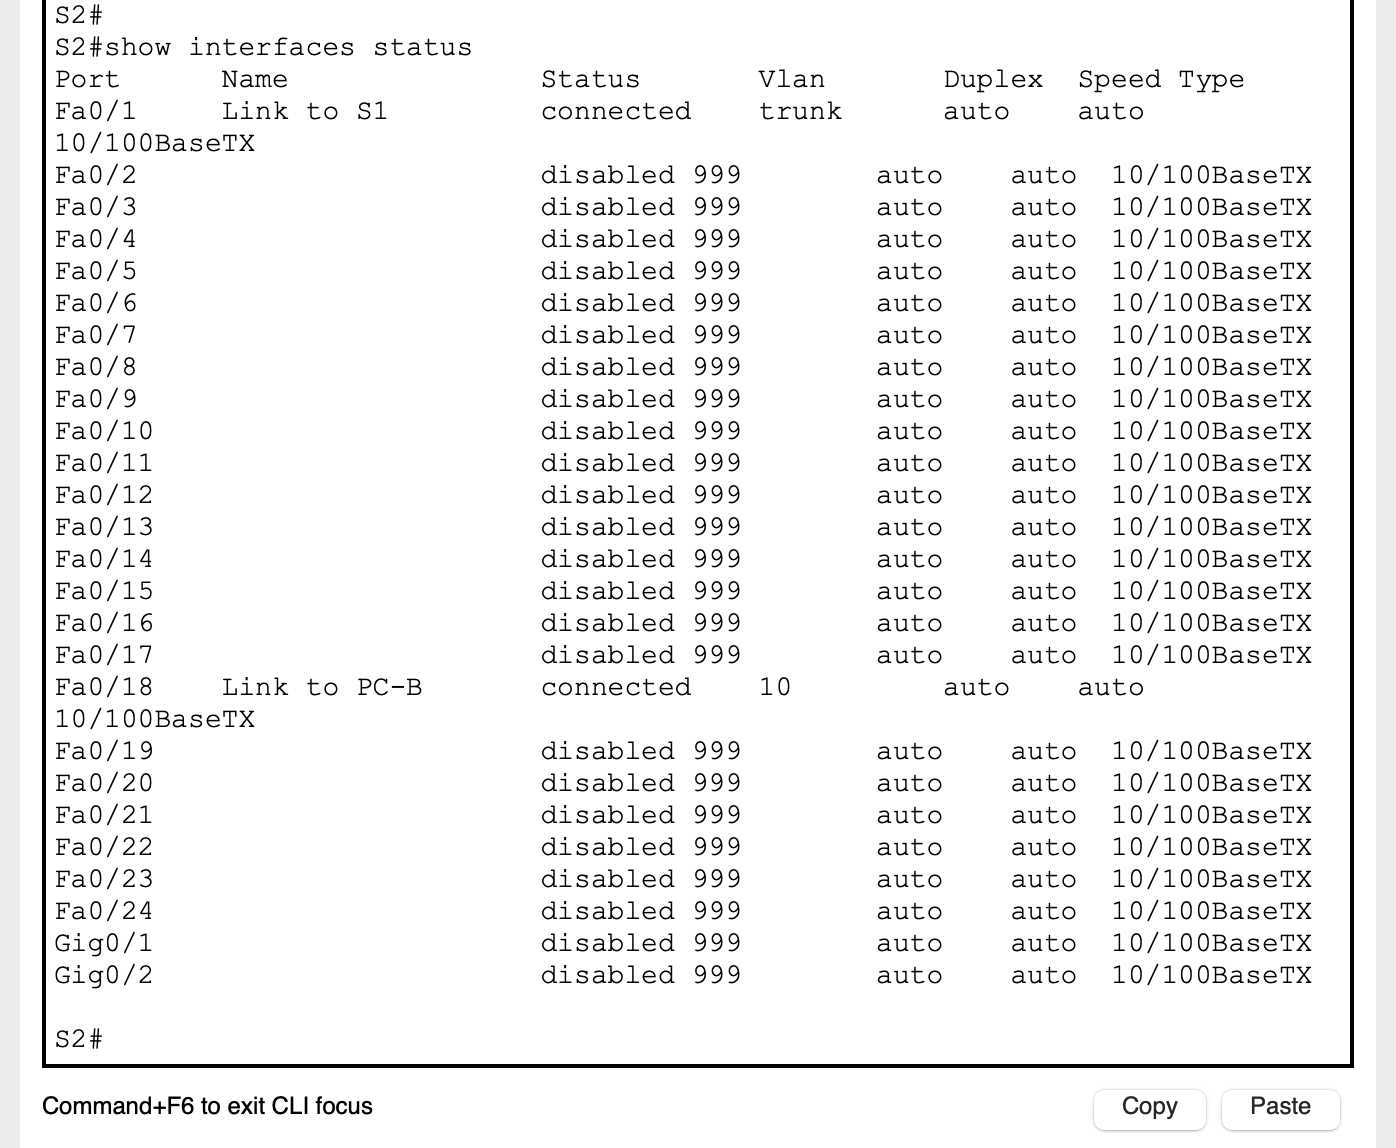 S2#
S2#show interfaces status
Port      Name               Status       Vlan       Duplex  Speed Type
Fa0/1     Link to S1         connected    trunk      auto    auto
10/100BaseTX
Fa0/2                        disabled 999        auto    auto  10/100BaseTX
Fa0/3                        disabled 999        auto    auto  10/100BaseTX
Fa0/4                        disabled 999        auto    auto  10/100BaseTX
Fa0/5                        disabled 999        auto    auto  10/100BaseTX
Fa0/6                        disabled 999        auto    auto  10/100BaseTX
Fa0/7                        disabled 999        auto    auto  10/100BaseTX
Fa0/8                        disabled 999        auto    auto  10/100BaseTX
Fa0/9                        disabled 999        auto    auto  10/100BaseTX
Fa0/10                       disabled 999        auto    auto  10/100BaseTX
Fa0/11                       disabled 999        auto    auto  10/100BaseTX
Fa0/12                       disabled 999        auto    auto  10/100BaseTX
Fa0/13                       disabled 999        auto    auto  10/100BaseTX
Fa0/14                       disabled 999        auto    auto  10/100BaseTX
Fa0/15                       disabled 999        auto    auto  10/100BaseTX
Fa0/16                       disabled 999        auto    auto  10/100BaseTX
Fa0/17                       disabled 999        auto    auto  10/100BaseTX
Fa0/18    Link to PC-B       connected    10         auto    auto
10/100BaseTX
Fa0/19                       disabled 999        auto    auto  10/100BaseTX
Fa0/20                       disabled 999        auto    auto  10/100BaseTX
Fa0/21                       disabled 999        auto    auto  10/100BaseTX
Fa0/22                       disabled 999        auto    auto  10/100BaseTX
Fa0/23                       disabled 999        auto    auto  10/100BaseTX
Fa0/24                       disabled 999        auto    auto  10/100BaseTX
Gig0/1                       disabled 999        auto    auto  10/100BaseTX
Gig0/2                       disabled 999        auto    auto  10/100BaseTX
S2#
Command+F6 to exit CLI focus
Copy Paste